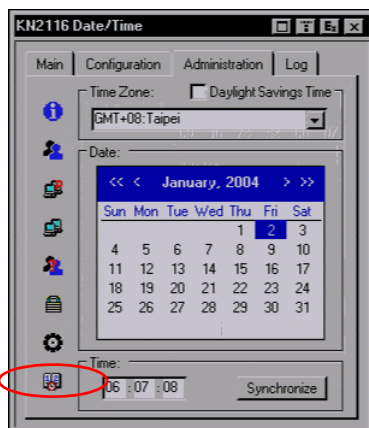 KN2116 Date/Time
Main Configuration Administration Log
Time Zone: Daylight Savings Time
GMT+08:Taipei
Date:
<< < January, 2004 > >>
Sun Mon Tue Wed Thu Fri Sat
1 2 3
4 5 6 7 8 9 10
11 12 13 14 15 16 17
18 19 20 21 22 23 24
25 26 27 28 29 30 31
Time:
06 : 07 : 08 Synchronize